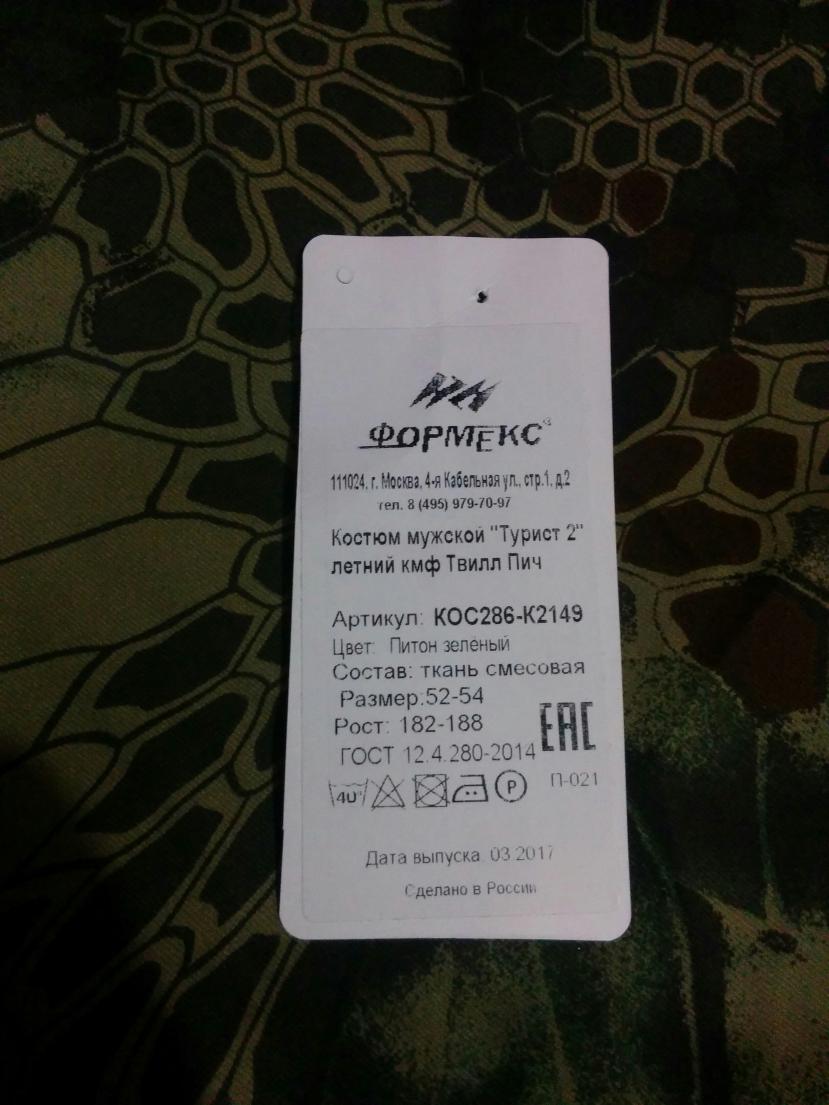 ФОРМЕКС®
111024, г. Москва, 4-я Кабельная ул., стр.1, д.2
тел. 8 (495) 979-70-97
Костюм мужской "Турист 2"
летний кмф Твилл Пич
Артикул: КОС286-К2149
Цвет: Питон зеленый
Состав: ткань смесовая
Размер:52-54
Рост: 182-188
ЕАС
ГОСТ 12.4.280-2014
40° P П-021
Дата выпуска 03.2017
Сделано в России